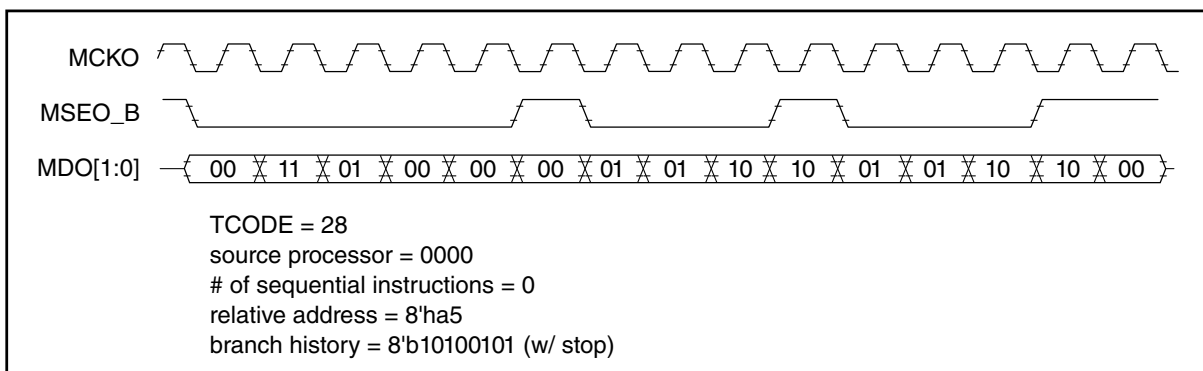 MCKO
MSEO_B
MDO[1:0] 00 11 01 00 00 00 01 01 10 10 01 01 10 10 00
TCODE = 28
source processor = 0000
# of sequential instructions = 0
relative address = 8'ha5
branch history = 8'b10100101 (w/ stop)